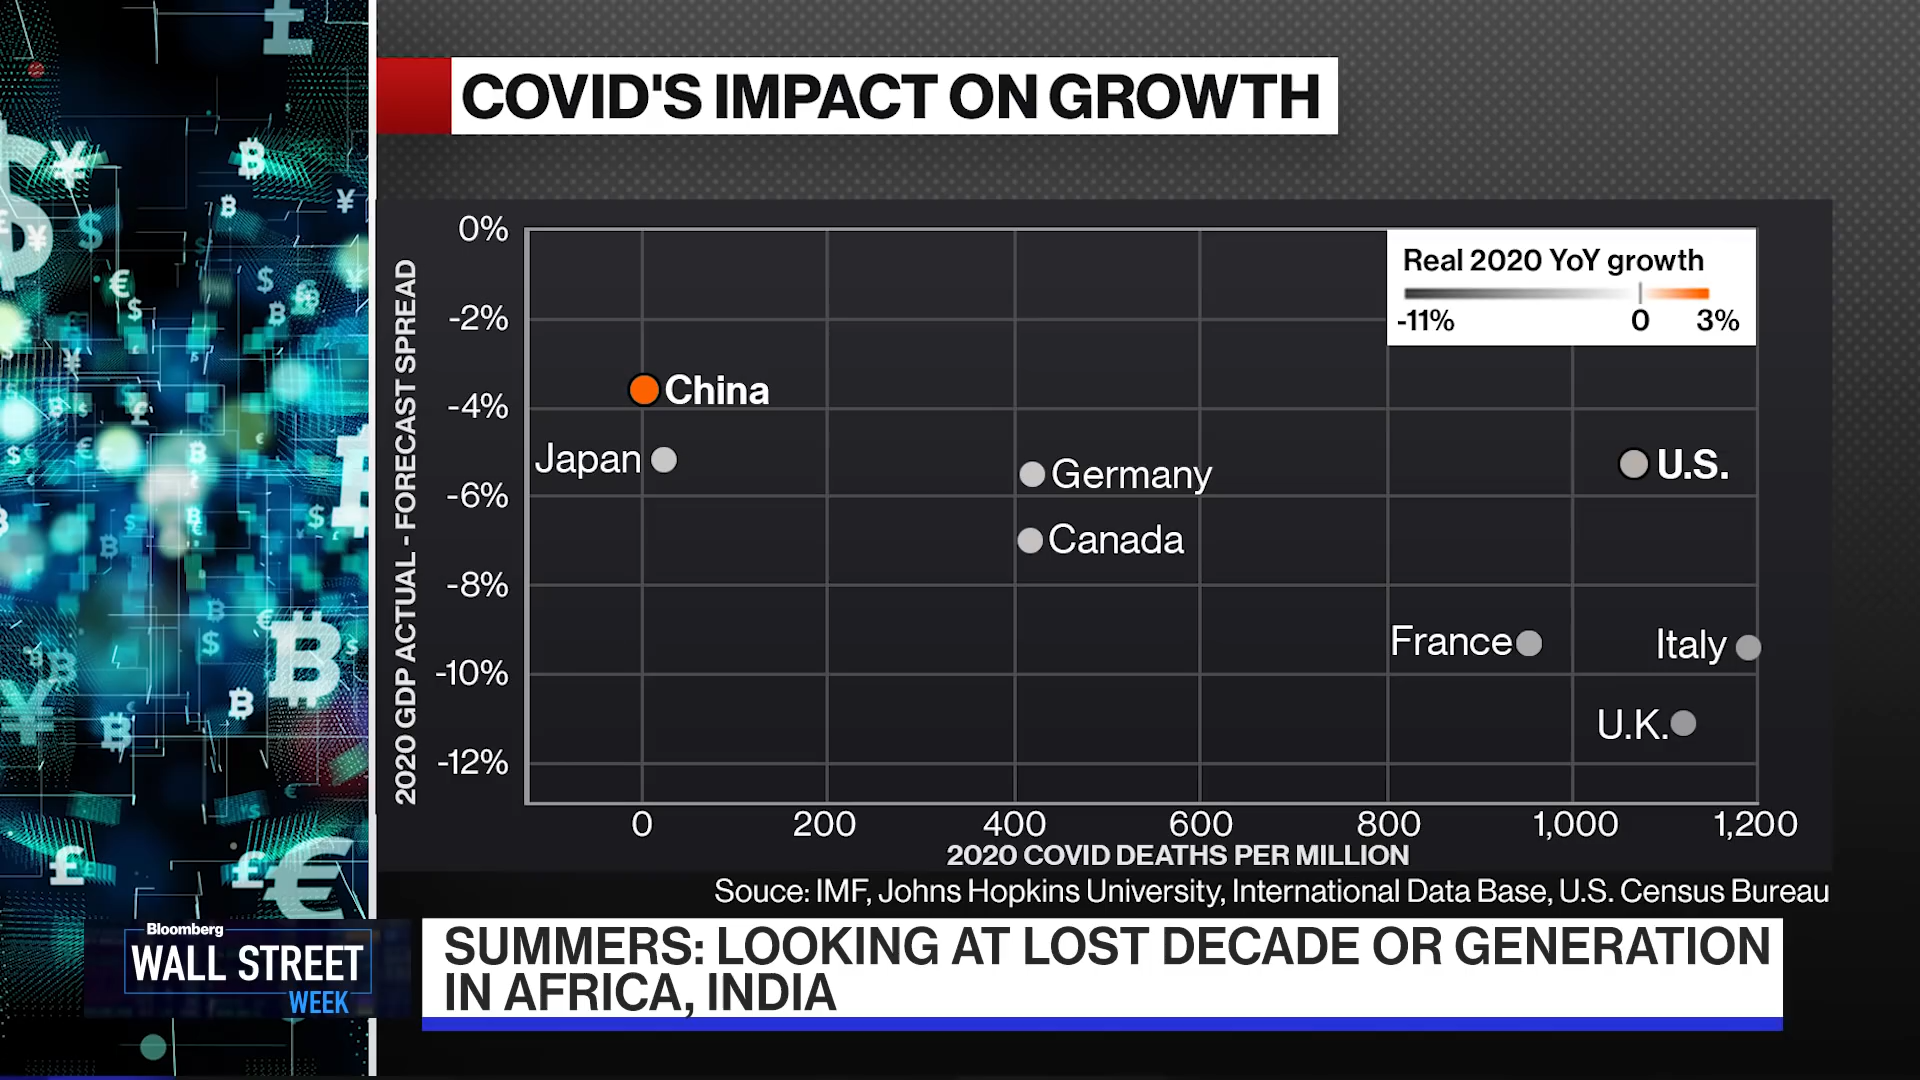 COVID'S IMPACT ON GROWTH
Real 2020 YoY growth
-11% 0 3%
2020 GDP ACTUAL - FORECAST SPREAD
0%
-2%
-4%
-6%
-8%
-10%
-12%
China
Japan
Germany
U.S.
Canada
France
Italy
U.K.
0 200 400 600 800 1,000 1,200
2020 COVID DEATHS PER MILLION
Souce: IMF, Johns Hopkins University, International Data Base, U.S. Census Bureau
Bloomberg
WALL STREET
WEEK
SUMMERS: LOOKING AT LOST DECADE OR GENERATION
IN AFRICA, INDIA